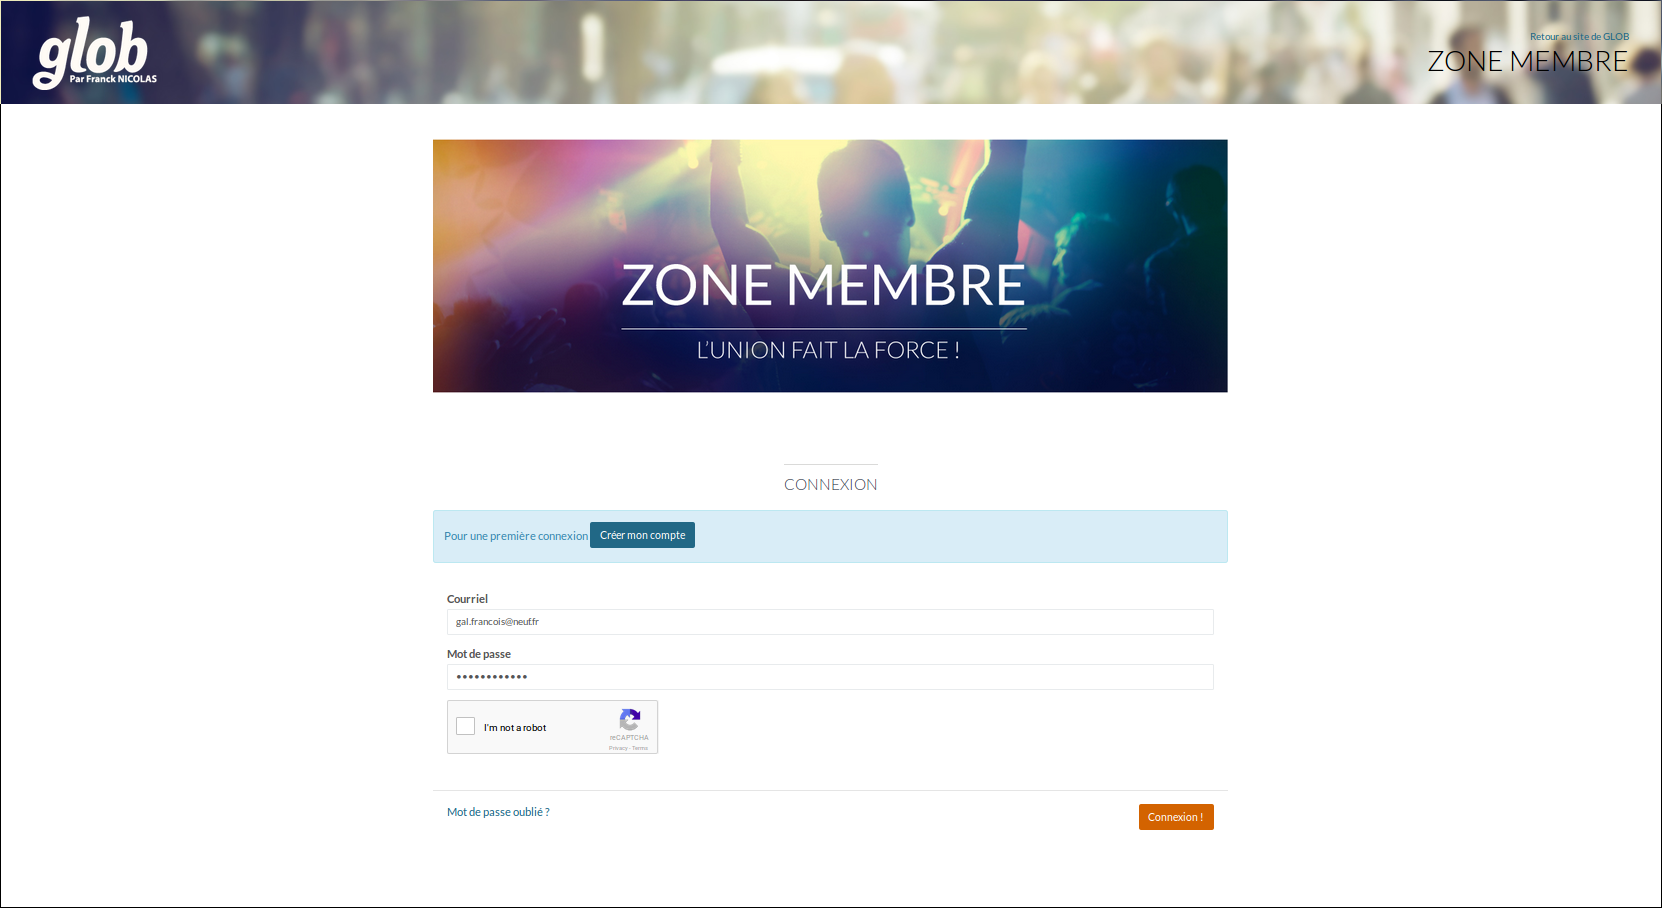 glob
Par Franck NICOLAS
Retour au site de GLOB
ZONE MEMBRE
ZONE MEMBRE
L'UNION FAIT LA FORCE !
CONNEXION
Pour une première connexion Créer mon compte
Courriel
gal.francois@neuf.fr
Mot de passe
••••••••••••
I'm not a robot
reCAPTCHA
Privacy - Terms
Mot de passe oublié ?
Connexion !